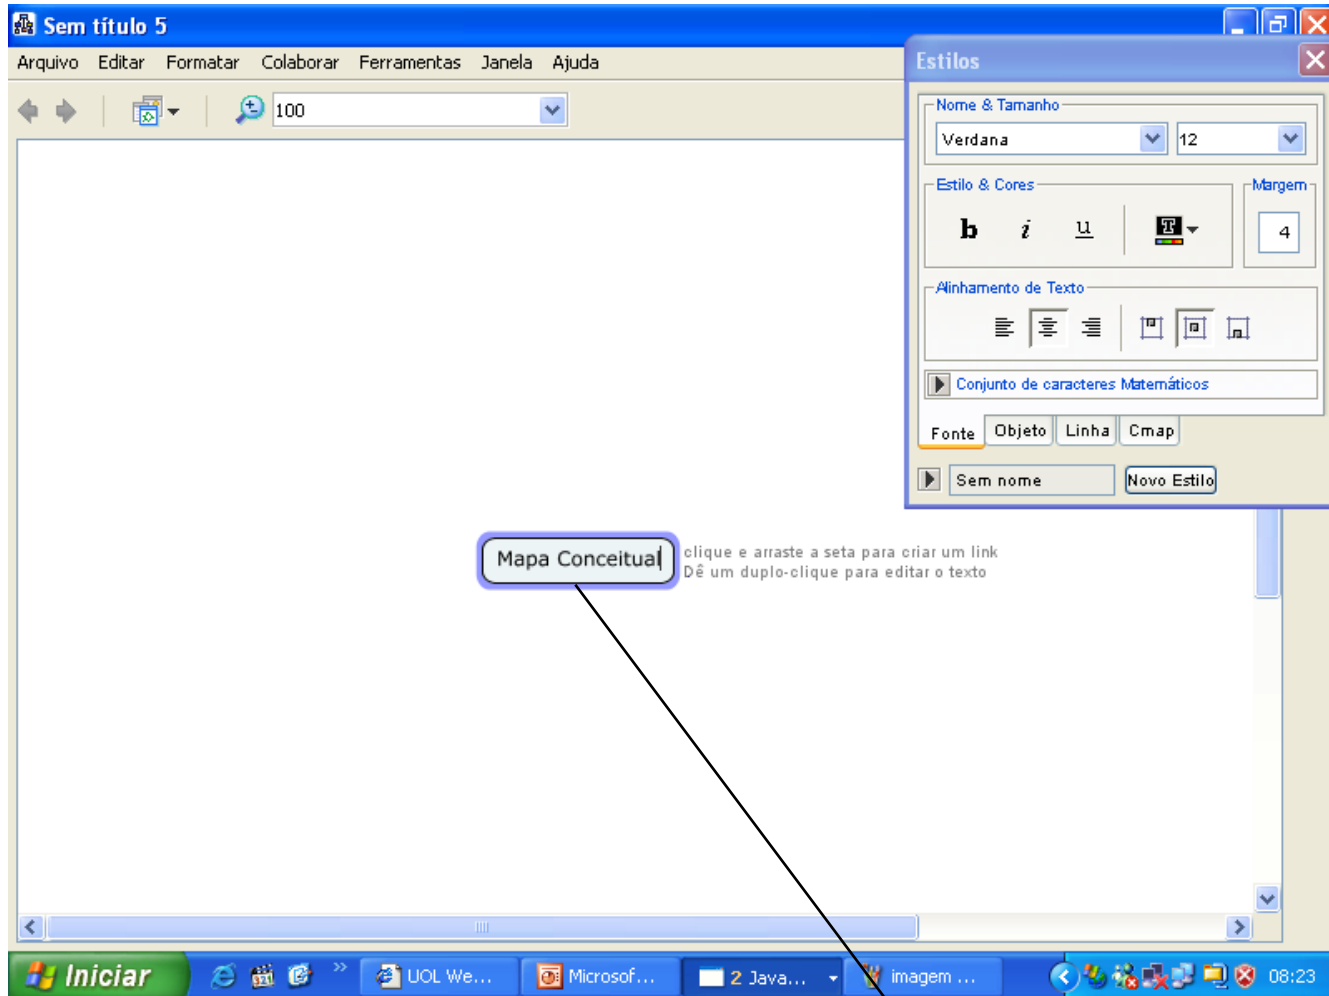 Sem título 5
Arquivo Editar Formatar Colaborar Ferramentas Janela Ajuda
100
Estilos
Nome & Tamanho
Verdana 12
Estilo & Cores Margem
b i u T 4
Alinhamento de Texto
Conjunto de caracteres Matemáticos
Fonte Objeto Linha Cmap
Sem nome Novo Estilo
Mapa Conceitual
clique e arraste a seta para criar um link
Dê um duplo-clique para editar o texto
Iniciar » UOL We... Microsof... 2 Java... imagem ... 08:23